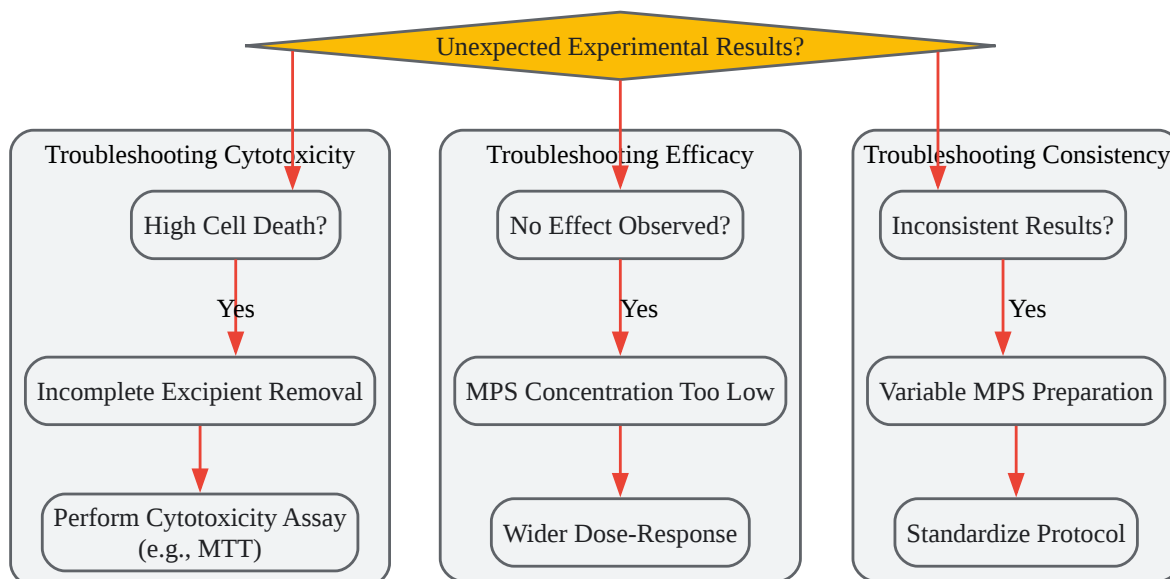 Unexpected Experimental Results?
Troubleshooting Cytotoxicity
High Cell Death?
Yes
Incomplete Excipient Removal
Perform Cytotoxicity Assay
(e.g., MTT)
Troubleshooting Efficacy
No Effect Observed?
Yes
MPS Concentration Too Low
Wider Dose-Response
Troubleshooting Consistency
Inconsistent Results?
Yes
Variable MPS Preparation
Standardize Protocol